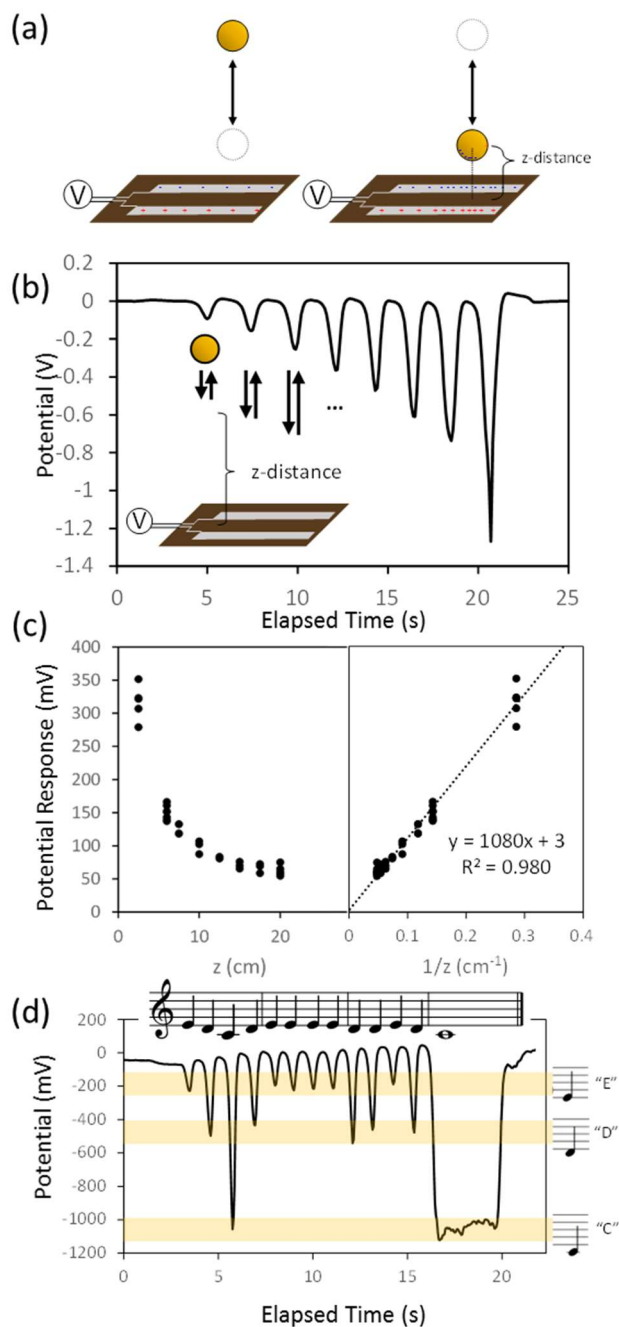 (a)
z-distance
V
V
(b)
0.2
0
-0.2
-0.4
-0.6
-0.8
-1
-1.2
-1.4
Potential (V)
...
z-distance
V
0
5
10
15
20
25
Elapsed Time (s)
(c)
400
350
300
250
200
150
100
50
0
Potential Response (mV)
y = 1080x + 3
R² = 0.980
0
10
20
0
0.1
0.2
0.3
0.4
z (cm)
1/z (cm⁻¹)
(d)
200
0
-200
-400
-600
-800
-1000
-1200
Potential (mV)
"E"
"D"
"C"
0
5
10
15
20
Elapsed Time (s)